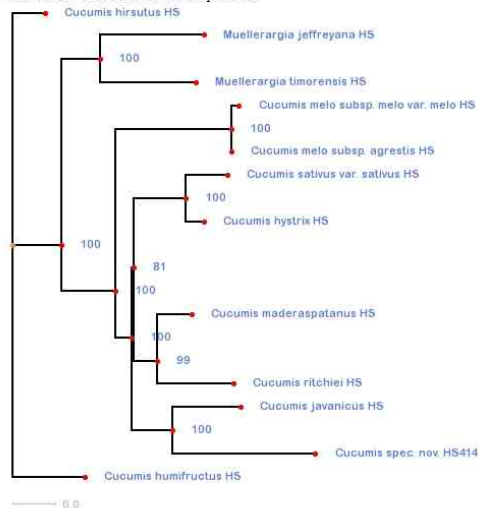 Cucumis hirsutus HS
Muellerargia jeffreyana HS
100
Muellerargia timorensis HS
Cucumis melo subsp. melo var. melo HS
100
Cucumis melo subsp. agrestis HS
Cucumis sativus var. sativus HS
100
Cucumis hystrix HS
100
81
100
Cucumis maderaspatanus HS
100
99
Cucumis ritchiei HS
Cucumis javanicus HS
100
Cucumis spec. nov. HS414
Cucumis humifructus HS
0.0